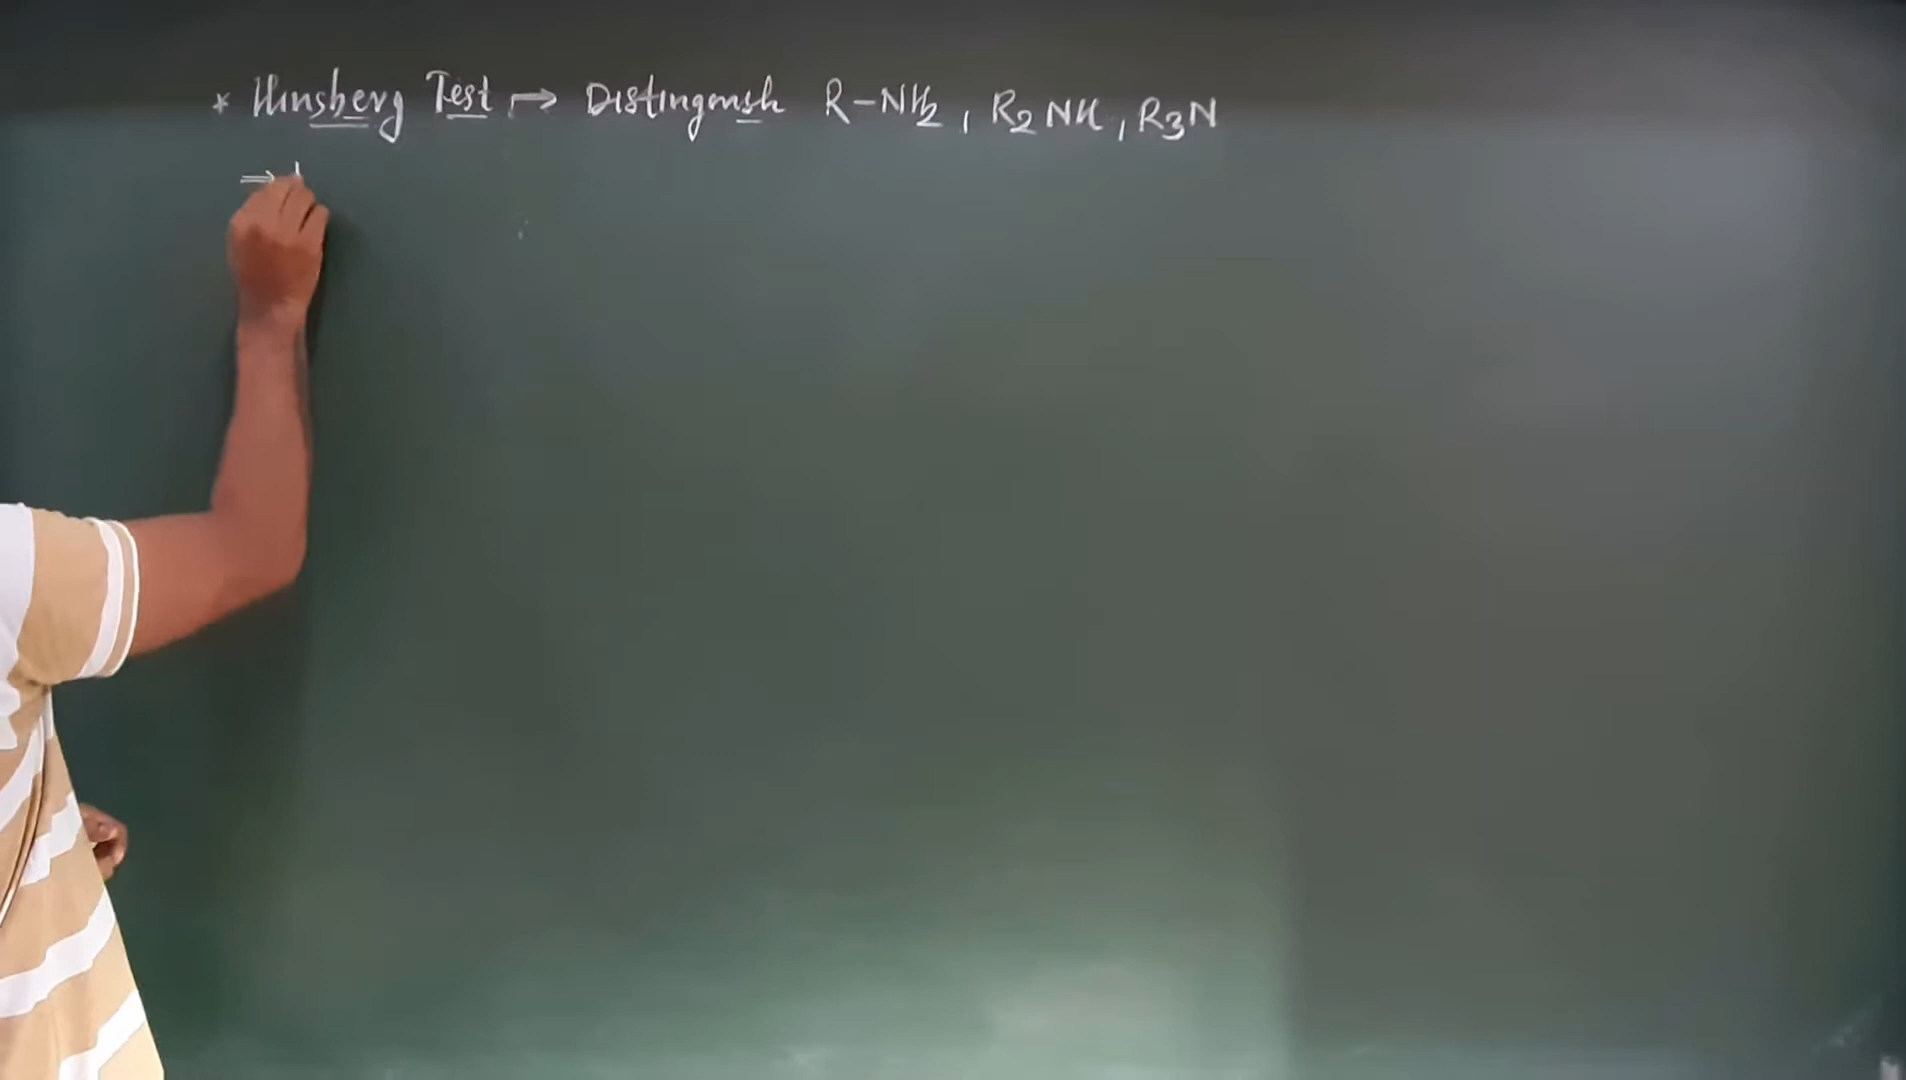 * Hinsberg Test → Distinguish R-NH2, R2NH, R3N
⇒